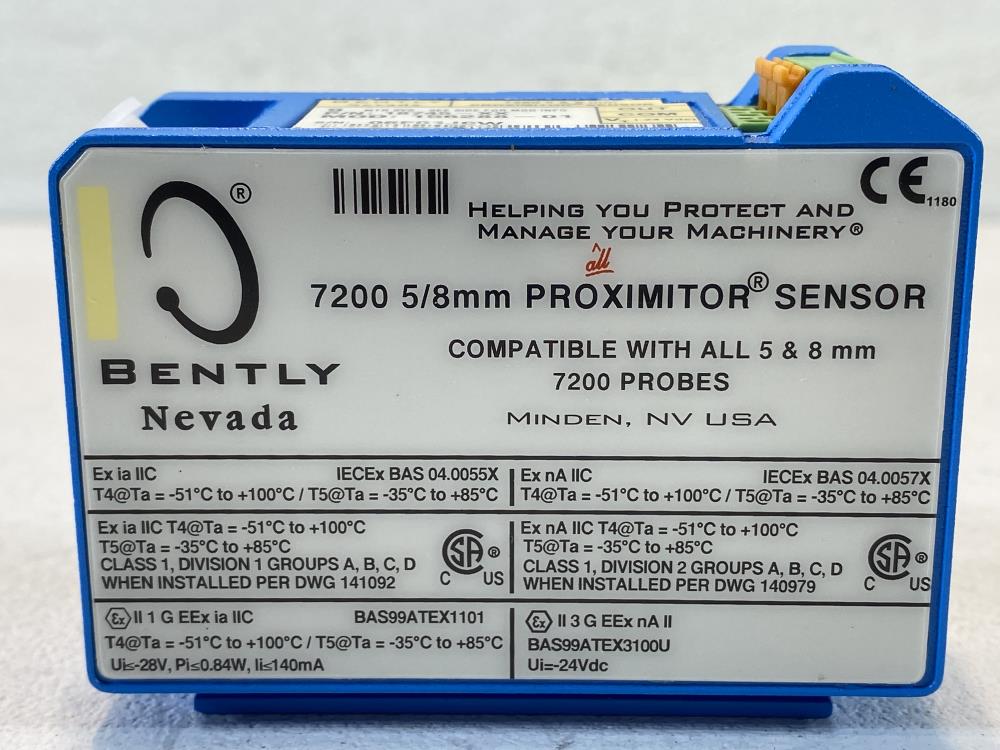 COM
®
CE 1180
HELPING YOU PROTECT AND
MANAGE YOUR MACHINERY®
^
all
7200 5/8mm PROXIMITOR® SENSOR
COMPATIBLE WITH ALL 5 & 8 mm
7200 PROBES
BENTLY
Nevada
MINDEN, NV USA
Ex ia IIC IECEx BAS 04.0055X
T4@Ta = -51°C to +100°C / T5@Ta = -35°C to +85°C
Ex nA IIC IECEx BAS 04.0057X
T4@Ta = -51°C to +100°C / T5@Ta = -35°C to +85°C
Ex ia IIC T4@Ta = -51°C to +100°C
T5@Ta = -35°C to +85°C
CLASS 1, DIVISION 1 GROUPS A, B, C, D
WHEN INSTALLED PER DWG 141092
C SA ® US
Ex nA IIC T4@Ta = -51°C to +100°C
T5@Ta = -35°C to +85°C
CLASS 1, DIVISION 2 GROUPS A, B, C, D
WHEN INSTALLED PER DWG 140979
C SA ® US
Ex II 1 G EEx ia IIC BAS99ATEX1101
T4@Ta = -51°C to +100°C / T5@Ta = -35°C to +85°C
Ui≤-28V, Pi≤0.84W, Ii≤140mA
Ex II 3 G EEx nA II
BAS99ATEX3100U
Ui=-24Vdc